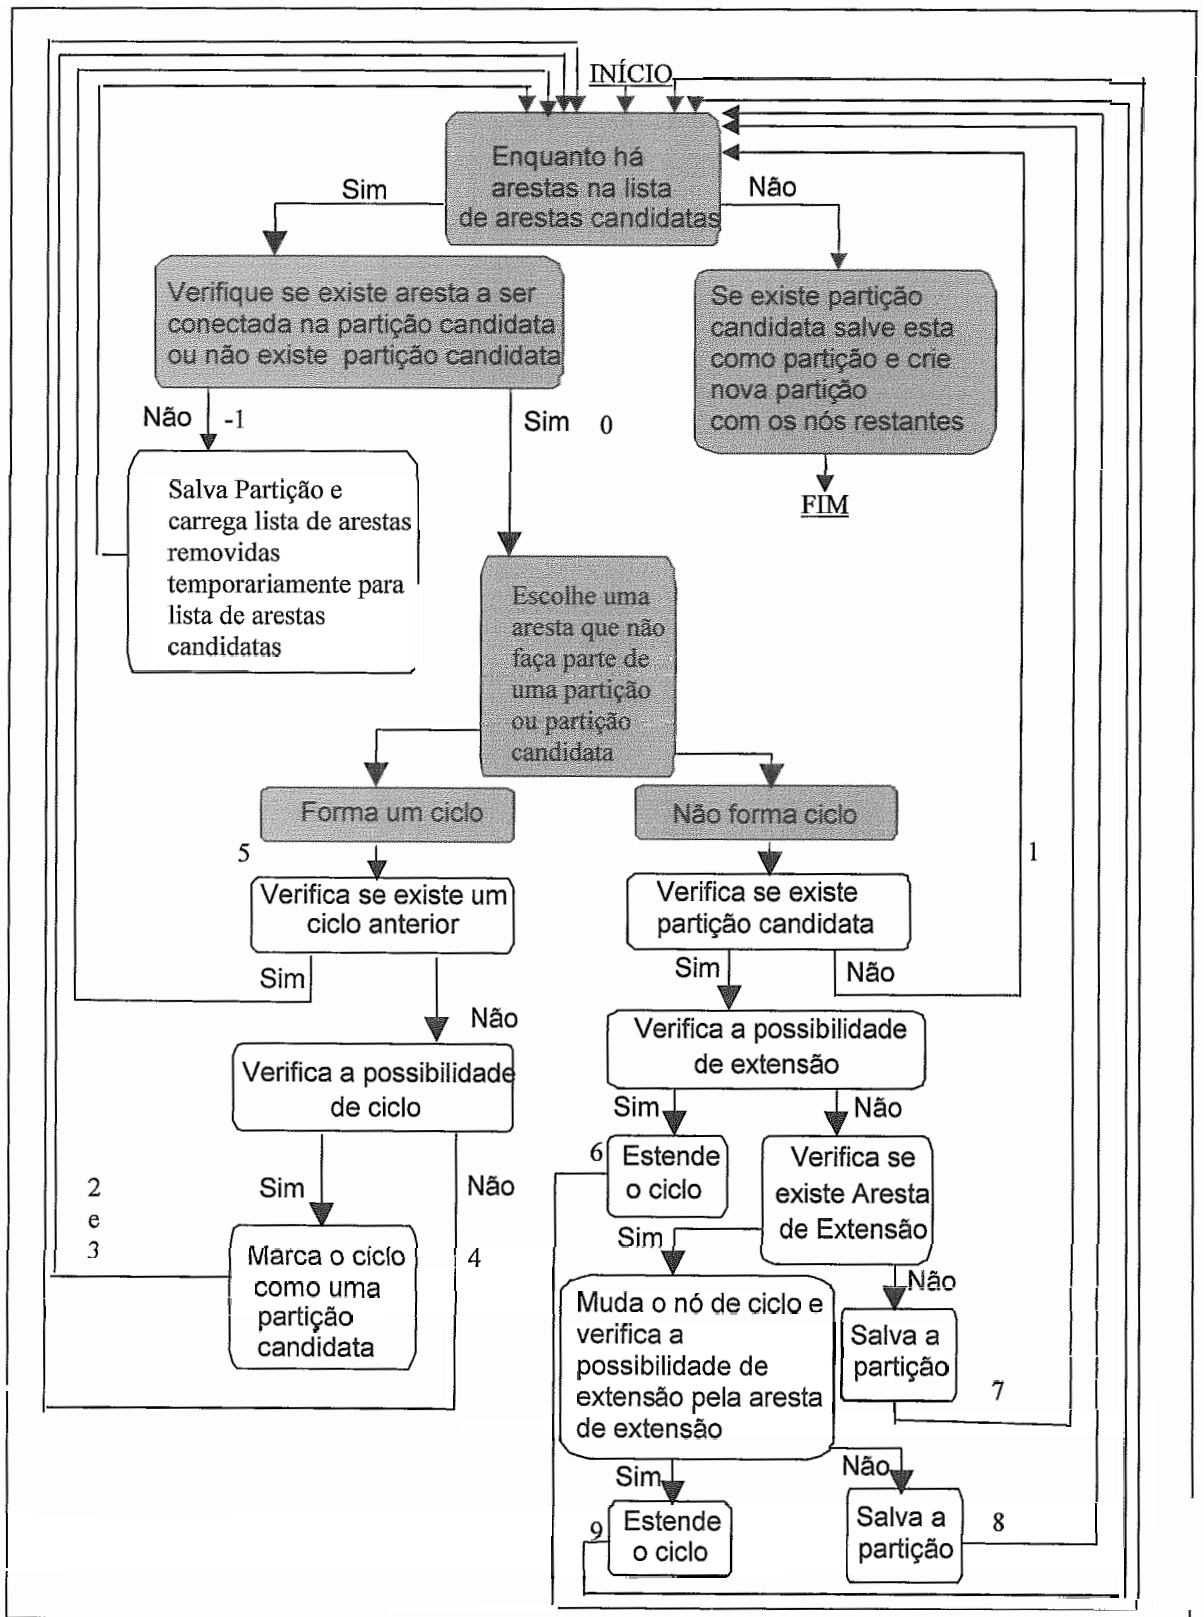 INÍCIO
Enquanto há
arestas na lista
de arestas candidatas
Sim
Não
Verifique se existe aresta a ser
conectada na partição candidata
ou não existe partição candidata
Se existe partição
candidata salve esta
como partição e crie
nova partição
com os nós restantes
Não
-1
Sim
0
FIM
Salva Partição e
carrega lista de arestas
removidas
temporariamente para
lista de arestas
candidatas
Escolhe uma
aresta que não
faça parte de
uma partição
ou partição
candidata
Forma um ciclo
Não forma ciclo
5
1
Verifica se existe um
ciclo anterior
Verifica se existe
partição candidata
Sim
Não
Sim
Não
Verifica a possibilidade
de ciclo
Verifica a possibilidade
de extensão
Sim
Não
Sim
Não
2
e
3
Marca o ciclo
como uma
partição
candidata
4
6
Estende
o ciclo
Verifica se
existe Aresta
de Extensão
Sim
Não
Muda o nó de ciclo e
verifica a
possibilidade de
extensão pela aresta
de extensão
Salva a
partição
7
Sim
Não
9
Estende
o ciclo
Salva a
partição
8